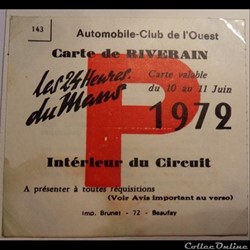 143
Automobile-Club de l'Ouest
Carte de RIVERAIN
Les 24 Heures
du Mans
Carte valable
du 10 au 11 Juin
1972
P
Intérieur du Circuit
A présenter à toutes réquisitions
(Voir Avis important au verso)
Imp. Brunet - 72 - Beaufay
CollecOnline